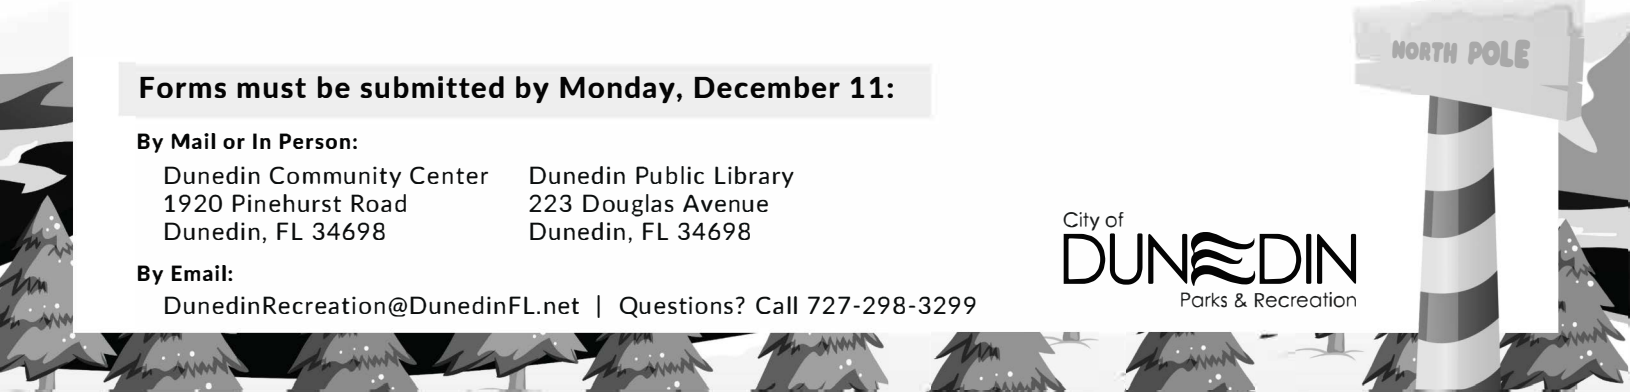 NORTH POLE
Forms must be submitted by Monday, December 11:
By Mail or In Person:
Dunedin Community Center
1920 Pinehurst Road
Dunedin, FL 34698
Dunedin Public Library
223 Douglas Avenue
Dunedin, FL 34698
By Email:
DunedinRecreation@DunedinFL.net | Questions? Call 727-298-3299
City of
DUNEDIN
Parks & Recreation